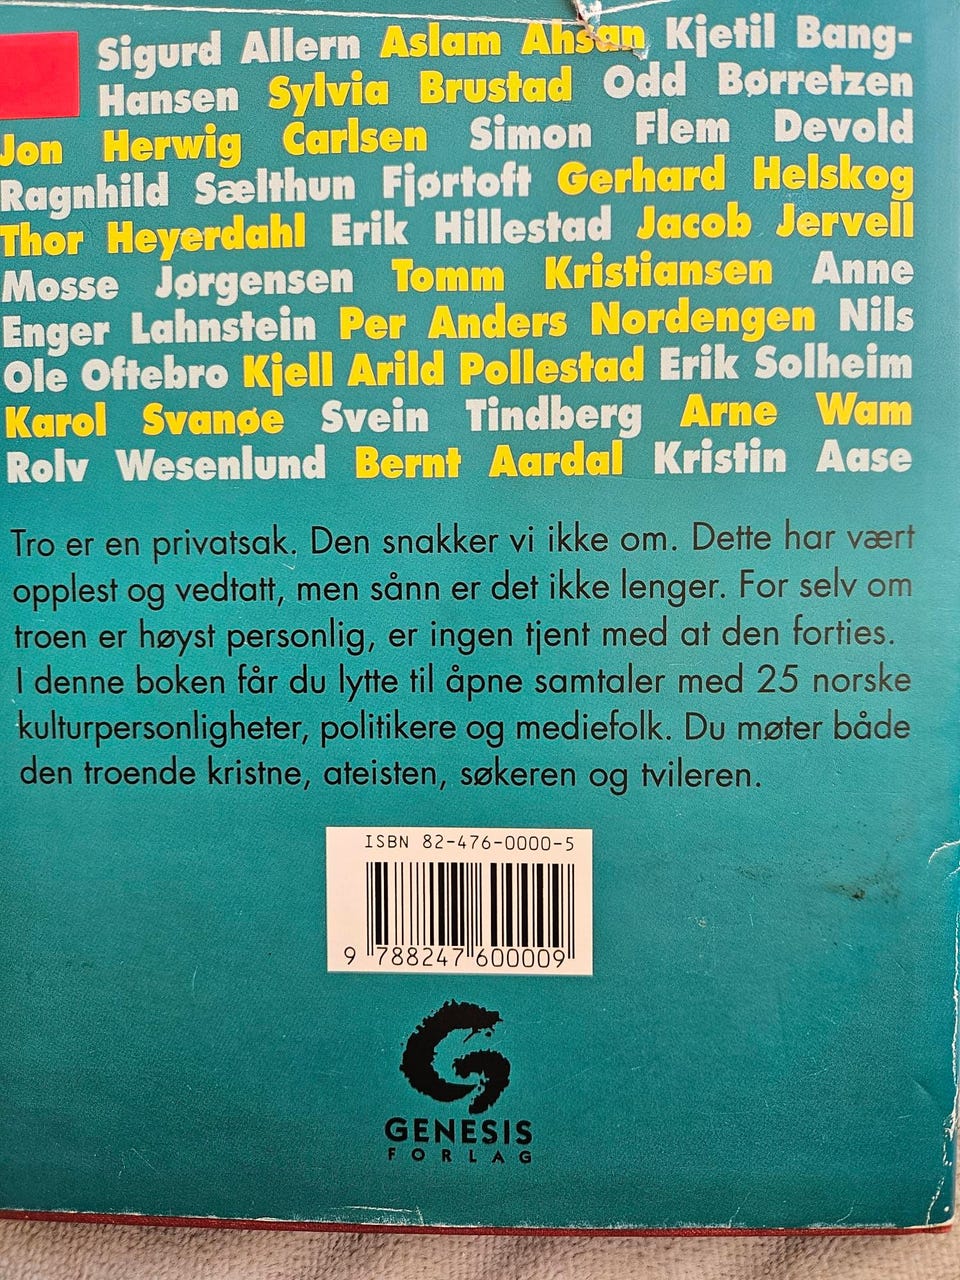 Sigurd Allern Aslam Ahsan Kjetil Bang-
Hansen Sylvia Brustad Odd Børretzen
Jon Herwig Carlsen Simon Flem Devold
Ragnhild Sælthun Fjørtoft Gerhard Helskog
Thor Heyerdahl Erik Hillestad Jacob Jervell
Mosse Jørgensen Tomm Kristiansen Anne
Enger Lahnstein Per Anders Nordengen Nils
Ole Oftebro Kjell Arild Pollestad Erik Solheim
Karol Svanøe Svein Tindberg Arne Wam
Rolv Wesenlund Bernt Aardal Kristin Aase
Tro er en privatsak. Den snakker vi ikke om. Dette har vært
opplest og vedtatt, men sånn er det ikke lenger. For selv om
troen er høyst personlig, er ingen tjent med at den forties.
I denne boken får du lytte til åpne samtaler med 25 norske
kulturpersonligheter, politikere og mediefolk. Du møter både
den troende kristne, ateisten, søkeren og tvileren.
ISBN 82-476-0000-5
9 788247 600009
GENESIS
FORLAG